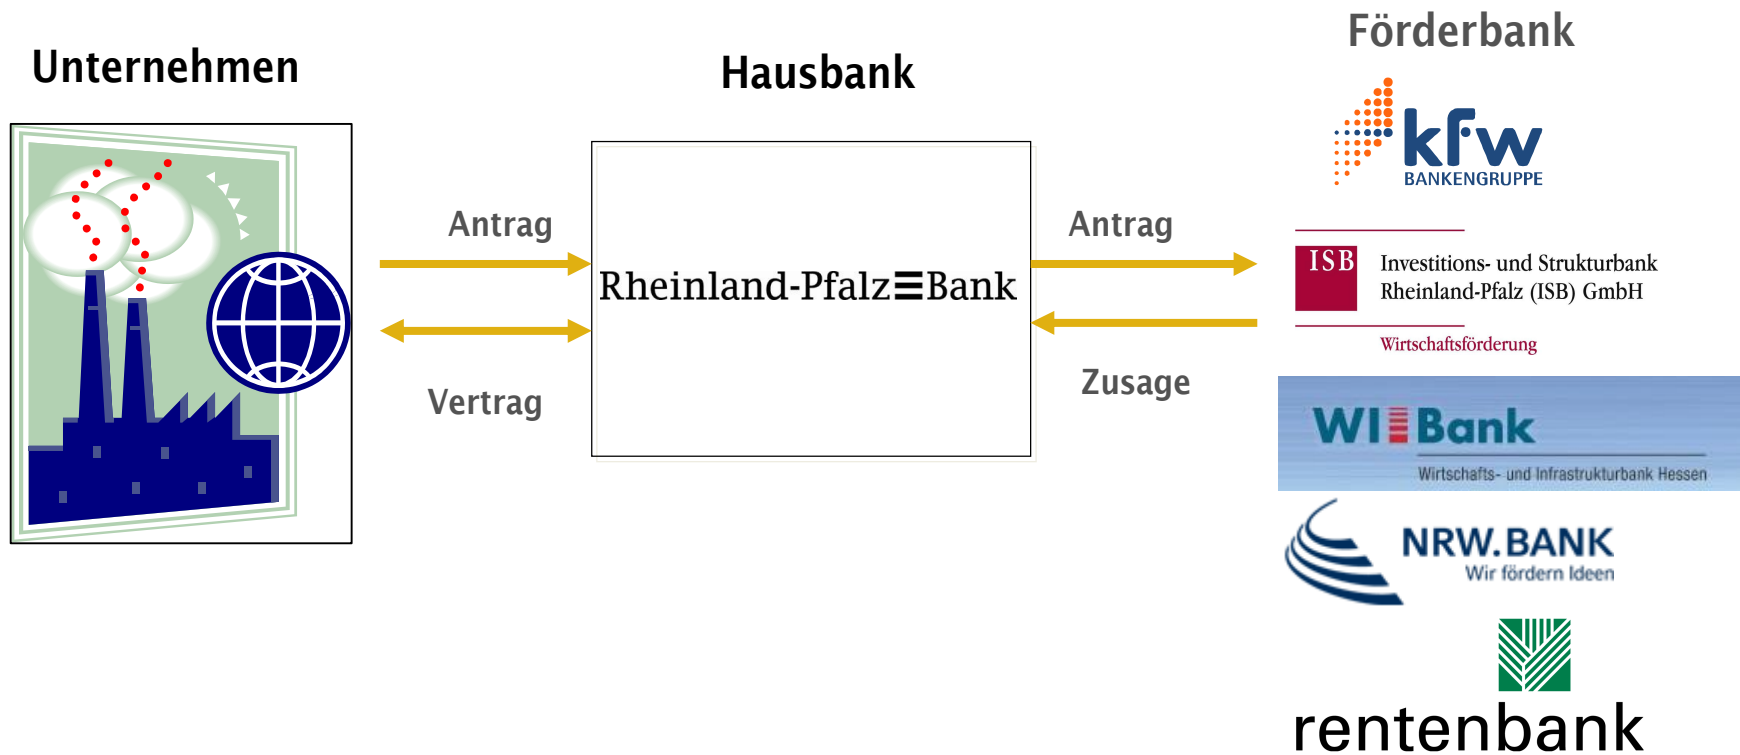 Unternehmen
Hausbank
Förderbank
Antrag
Vertrag
Rheinland-Pfalz Bank
Antrag
Zusage
kfw
BANKENGRUPPE
ISB
Investitions- und Strukturbank
Rheinland-Pfalz (ISB) GmbH
Wirtschaftsförderung
WI Bank
Wirtschafts- und Infrastrukturbank Hessen
NRW.BANK
Wir fördern Ideen
rentenbank